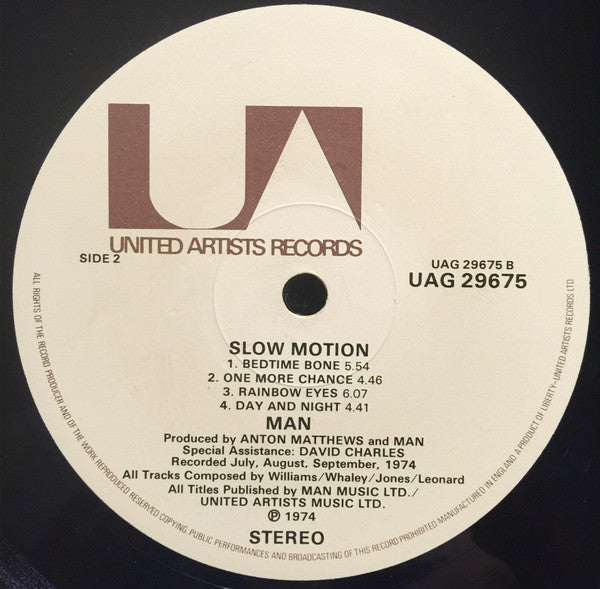 UA
UNITED ARTISTS RECORDS
SIDE 2
UAG 29675 B
UAG 29675
SLOW MOTION
1. BEDTIME BONE 5.54
2. ONE MORE CHANCE 4.46
3. RAINBOW EYES 6.07
4. DAY AND NIGHT 4.41
MAN
Produced by ANTON MATTHEWS and MAN
Special Assistance: DAVID CHARLES
Recorded July, August, September, 1974
All Tracks Composed by Williams/Whaley/Jones/Leonard
All Titles Published by MAN MUSIC LTD./
UNITED ARTISTS MUSIC LTD.
℗ 1974
STEREO
ALL RIGHTS OF THE RECORD PRODUCER AND OF THE WORK REPRODUCED RESERVED COPYING, PUBLIC PERFORMANCES AND BROADCASTING OF THIS RECORD PROHIBITED MANUFACTURED IN ENGLAND A PRODUCT OF LIBERTY–UNITED ARTISTS RECORDS LTD